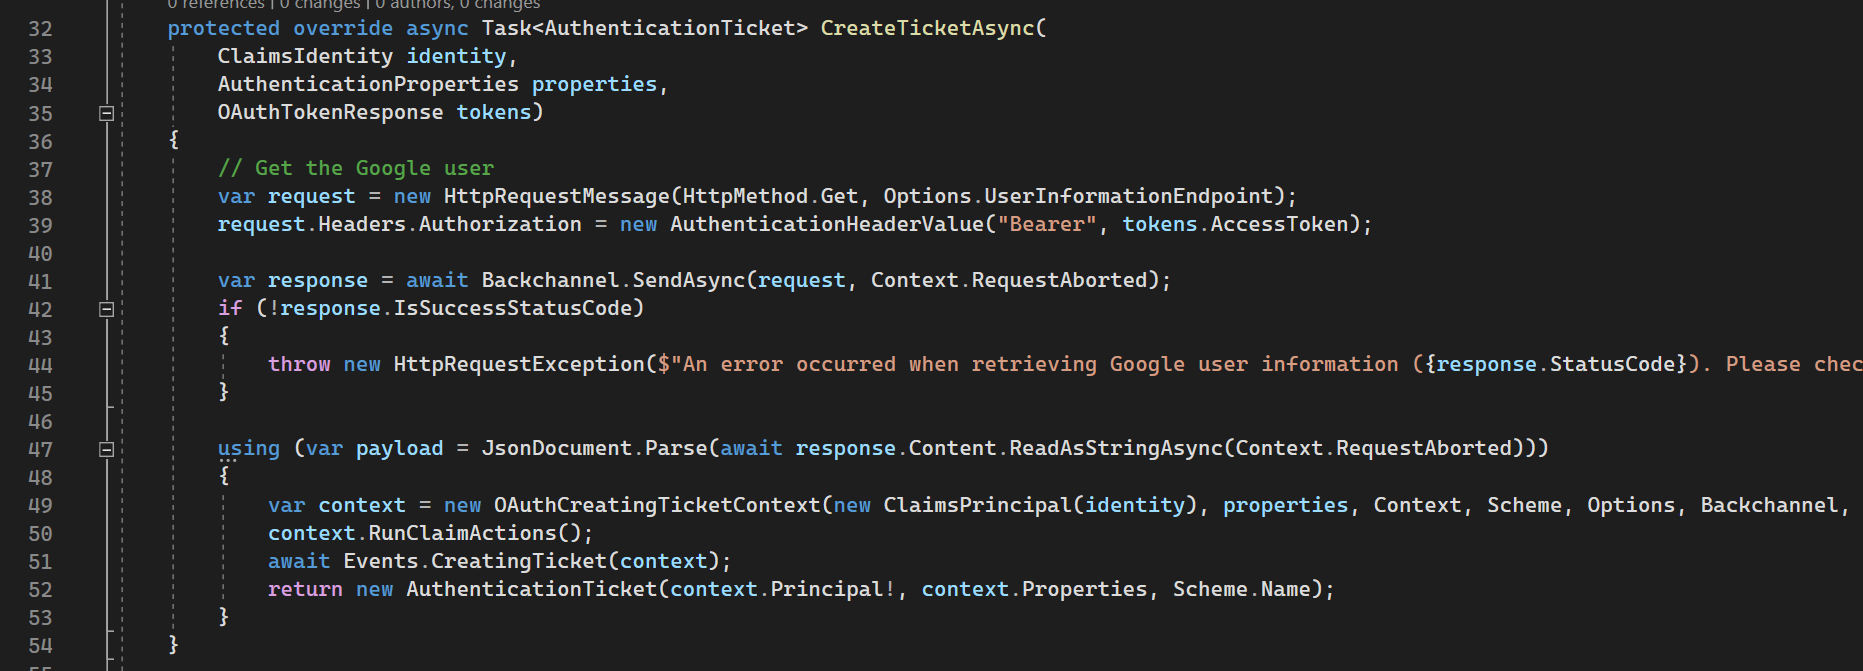 0 references | 0 changes | 0 authors, 0 changes
32 protected override async Task<AuthenticationTicket> CreateTicketAsync(
33 ClaimsIdentity identity,
34 AuthenticationProperties properties,
35 OAuthTokenResponse tokens)
36 {
37 // Get the Google user
38 var request = new HttpRequestMessage(HttpMethod.Get, Options.UserInformationEndpoint);
39 request.Headers.Authorization = new AuthenticationHeaderValue("Bearer", tokens.AccessToken);
40
41 var response = await Backchannel.SendAsync(request, Context.RequestAborted);
42 if (!response.IsSuccessStatusCode)
43 {
44 throw new HttpRequestException($"An error occurred when retrieving Google user information ({response.StatusCode}). Please chec
45 }
46
47 using (var payload = JsonDocument.Parse(await response.Content.ReadAsStringAsync(Context.RequestAborted)))
48 {
49 var context = new OAuthCreatingTicketContext(new ClaimsPrincipal(identity), properties, Context, Scheme, Options, Backchannel,
50 context.RunClaimActions();
51 await Events.CreatingTicket(context);
52 return new AuthenticationTicket(context.Principal!, context.Properties, Scheme.Name);
53 }
54 }